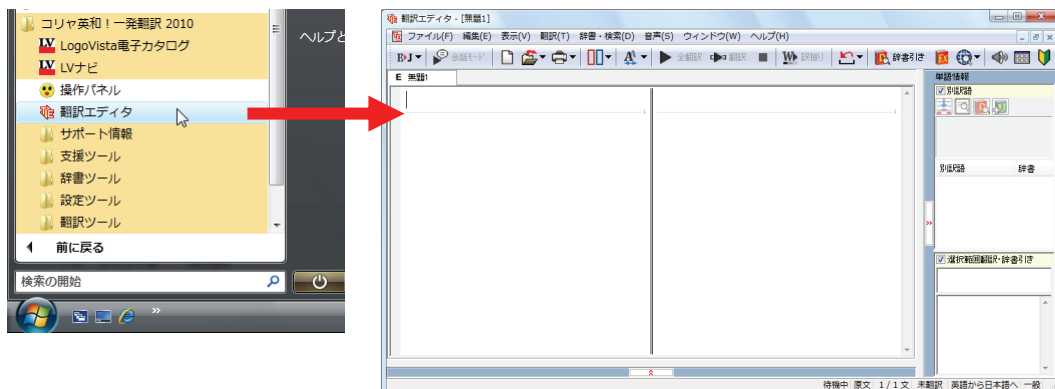 コリャ英和！一発翻訳 2010
LogoVista電子カタログ
LVナビ
操作パネル
翻訳エディタ
サポート情報
支援ツール
辞書ツール
設定ツール
翻訳ツール
前に戻る
検索の開始
ヘルプと
翻訳エディタ - [無題1]
ファイル(F) 編集(E) 表示(V) 翻訳(T) 辞書・検索(D) 音声(S) ウィンドウ(W) ヘルプ(H)
E▸J 会話モード 全翻訳 翻訳 訳振り 辞書引き
E 無題1
単語情報
別訳語
別訳語 辞書
選択範囲翻訳・辞書引き
待機中 原文 1/1文 未翻訳 英語から日本語へ 一般